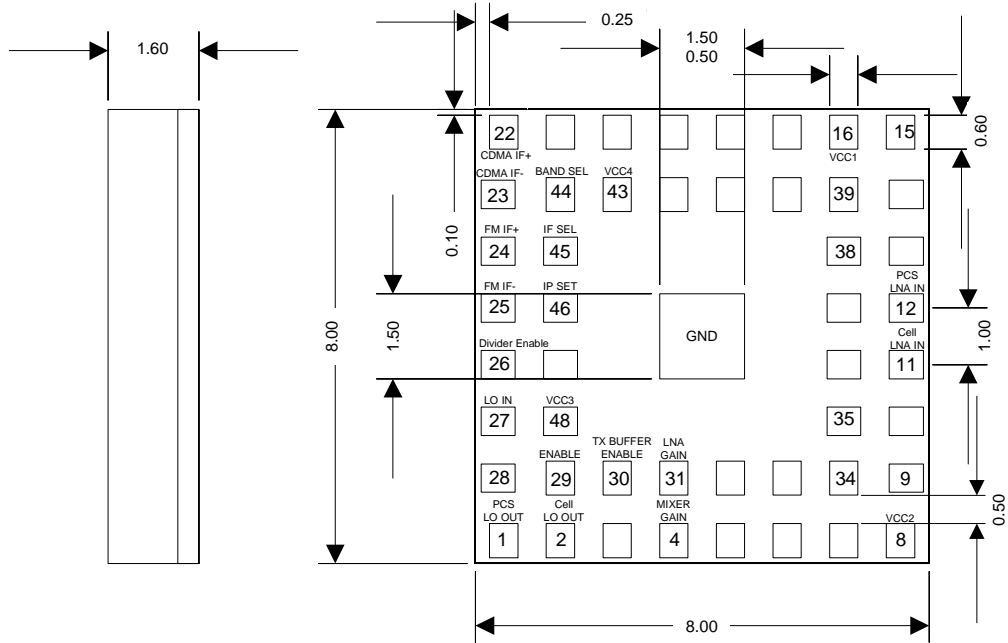 0.25
1.60
1.50
0.50
22
16
15
0.60
CDMA IF+
VCC1
CDMA IF-
BAND SEL
VCC4
23
44
43
39
0.10
FM IF+
IF SEL
24
45
38
PCS
LNA IN
FM IF-
IP SET
25
46
12
8.00
1.50
GND
1.00
Cell
LNA IN
Divider Enable
26
11
LO IN
VCC3
27
48
35
TX BUFFER
ENABLE
LNA
GAIN
ENABLE
28
29
30
31
34
9
0.50
PCS
LO OUT
Cell
LO OUT
MIXER
GAIN
VCC2
1
2
4
8
8.00